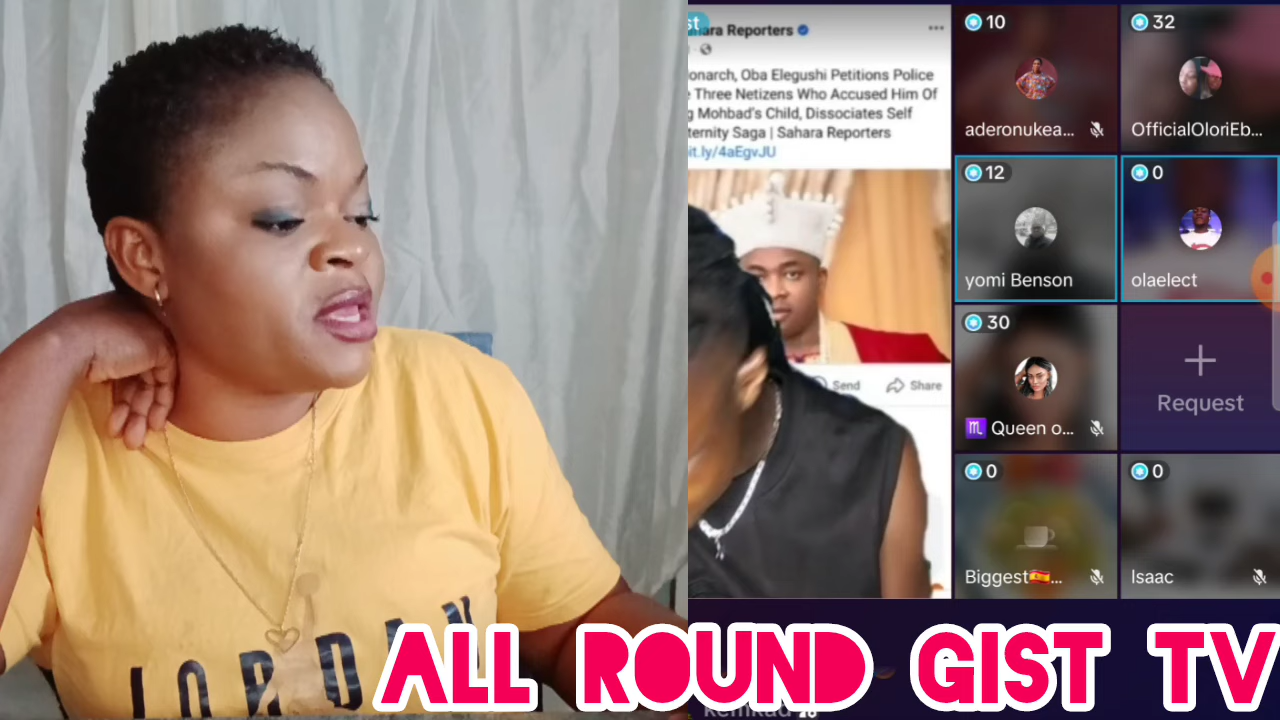 JORDAN
st
ara Reporters
onarch, Oba Elegushi Petitions Police
e Three Netizens Who Accused Him Of
g Mohbad's Child, Dissociates Self
ternity Saga | Sahara Reporters
it.ly/4aEgvJU
Send
Share
10
aderonukea...
32
OfficialOloriEb...
12
yomi Benson
0
olaelect
30
♏ Queen o...
Request
0
Biggest🇪🇸...
0
Isaac
ALL ROUND GIST TV